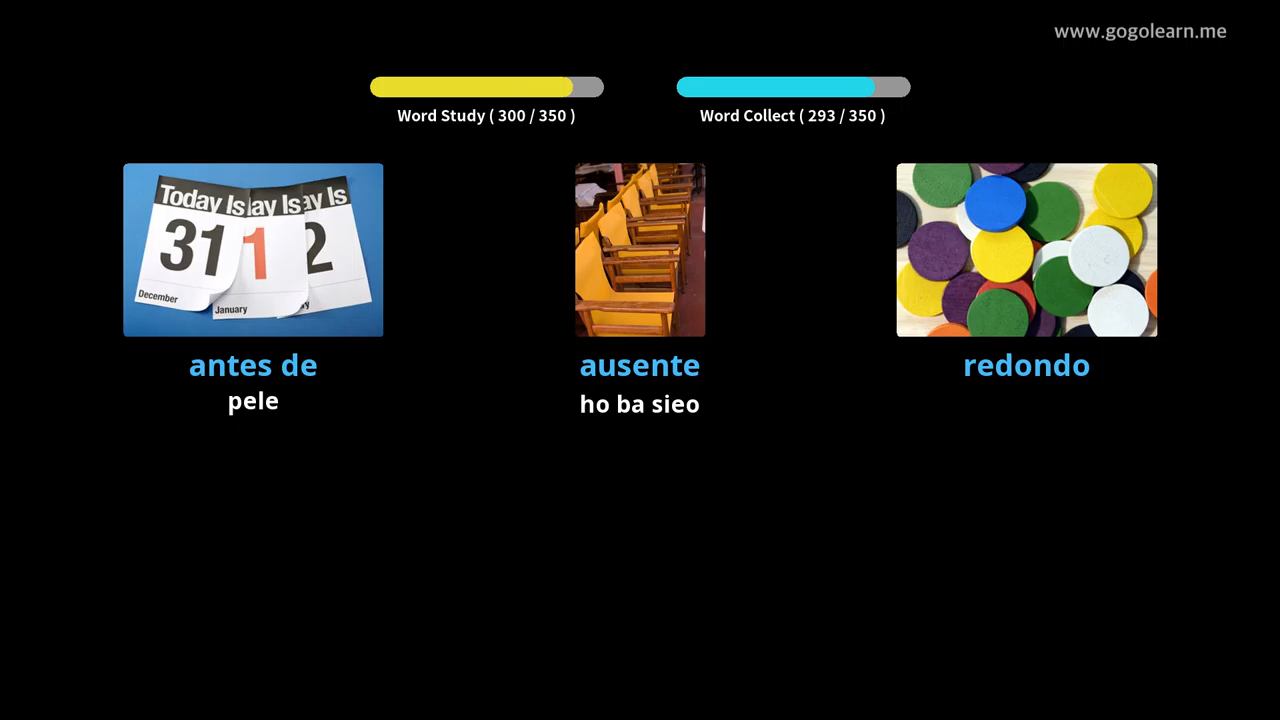 www.gogolearn.me
Word Study ( 300 / 350 )
Word Collect ( 293 / 350 )
Today Is
ay Is
ay Is
31
1
2
December
January
antes de
ausente
redondo
pele
ho ba sieo